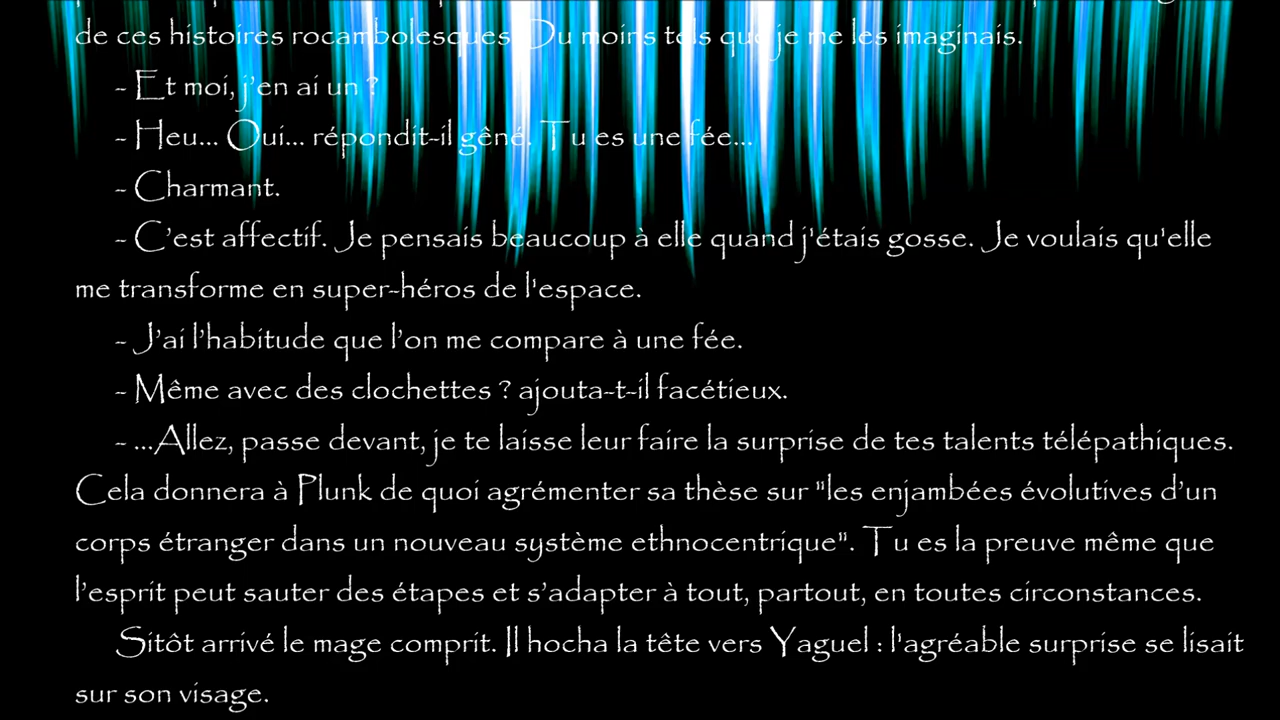 de ces histoires rocambolesques. Du moins tels que je me les imaginais.
- Et moi, j'en ai un ?
- Heu... Oui... répondit-il gêné. Tu es une fée...
- Charmant.
- C'est affectif. Je pensais beaucoup à elle quand j'étais gosse. Je voulais qu'elle
me transforme en super-héros de l'espace.
- J'ai l'habitude que l'on me compare à une fée.
- Même avec des clochettes ? ajouta-t-il facétieux.
- ...Allez, passe devant, je te laisse leur faire la surprise de tes talents télépathiques.
Cela donnera à Plunk de quoi agrémenter sa thèse sur "les enjambées évolutives d'un
corps étranger dans un nouveau système ethnocentrique". Tu es la preuve même que
l'esprit peut sauter des étapes et s'adapter à tout, partout, en toutes circonstances.
Sitôt arrivé le mage comprit. Il hocha la tête vers Yaguel : l'agréable surprise se lisait
sur son visage.